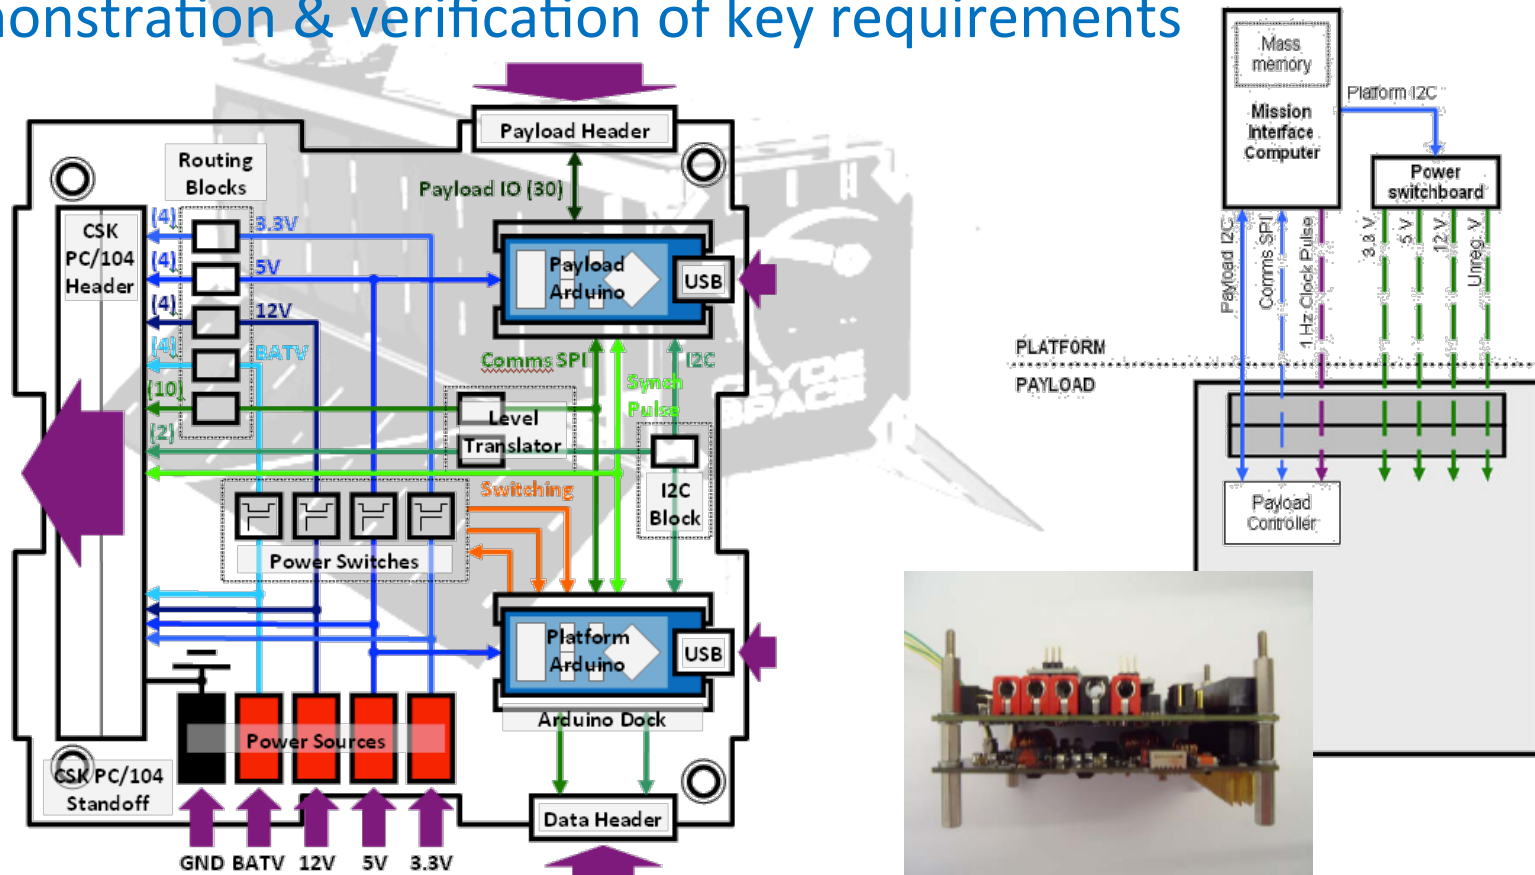 nonstration & verification of key requirements
Payload Header
Routing
Blocks
Payload IO (30)
CSK
PC/104
Header
(4)
3.3V
(4)
5V
(4)
12V
(4)
BATV
(10)
(2)
Payload
Arduino
USB
Comms SPI
I2C
Synch
Pulse
Level
Translator
Switching
I2C
Block
Power Switches
Platform
Arduino
USB
Arduino Dock
Power Sources
CSK PC/104
Standoff
Data Header
GND
BATV
12V
5V
3.3V
CLYDE
SPACE
Mass
memory
Mission
Interface
Computer
Platform I2C
Power
switchboard
Payload I2C
Comms SPI
1 Hz Clock Pulse
3.3 V
5 V
12 V
Unreg. V
PLATFORM
PAYLOAD
Payload
Controller